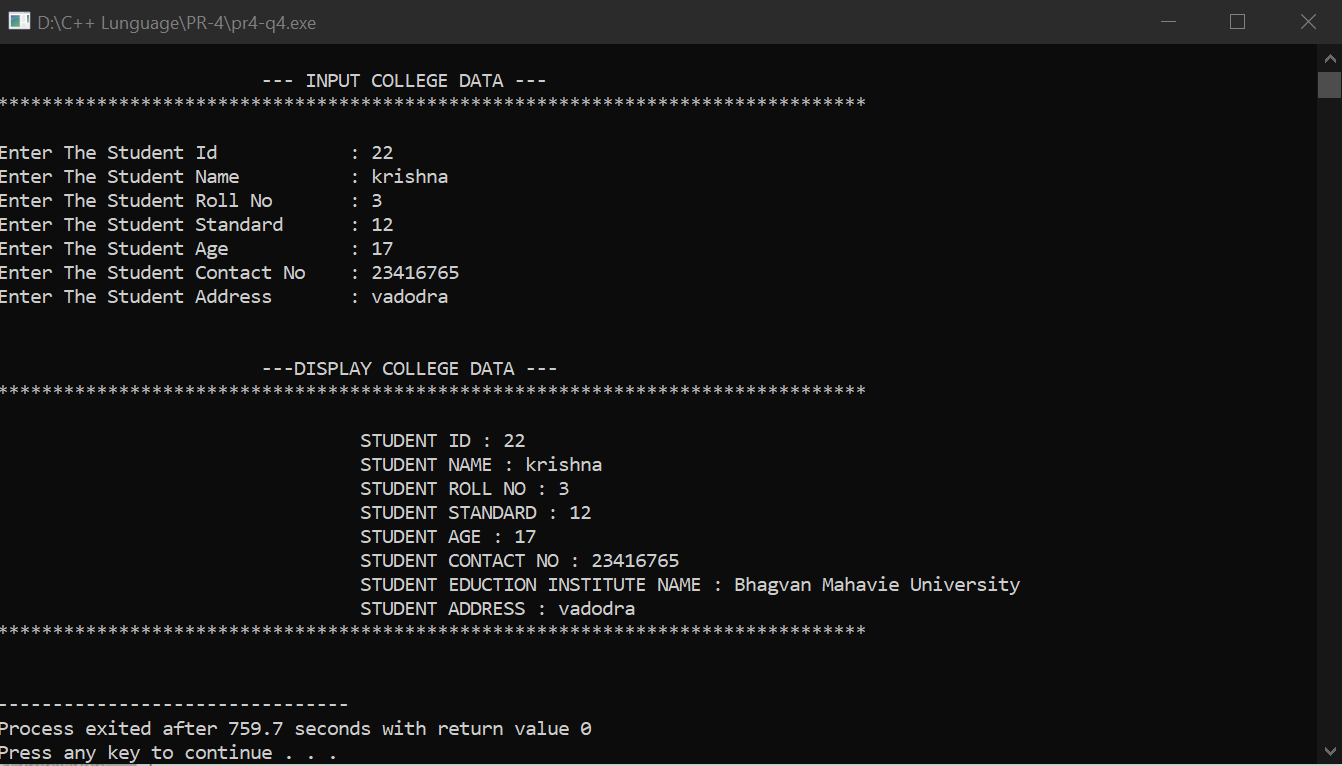 D:\C++ Lunguage\PR-4\pr4-q4.exe
--- INPUT COLLEGE DATA ---
*******************************************************************************
Enter The Student Id : 22
Enter The Student Name : krishna
Enter The Student Roll No : 3
Enter The Student Standard : 12
Enter The Student Age : 17
Enter The Student Contact No : 23416765
Enter The Student Address : vadodra
---DISPLAY COLLEGE DATA ---
*******************************************************************************
STUDENT ID : 22
STUDENT NAME : krishna
STUDENT ROLL NO : 3
STUDENT STANDARD : 12
STUDENT AGE : 17
STUDENT CONTACT NO : 23416765
STUDENT EDUCTION INSTITUTE NAME : Bhagvan Mahavie University
STUDENT ADDRESS : vadodra
*******************************************************************************
--------------------------------
Process exited after 759.7 seconds with return value 0
Press any key to continue . . .